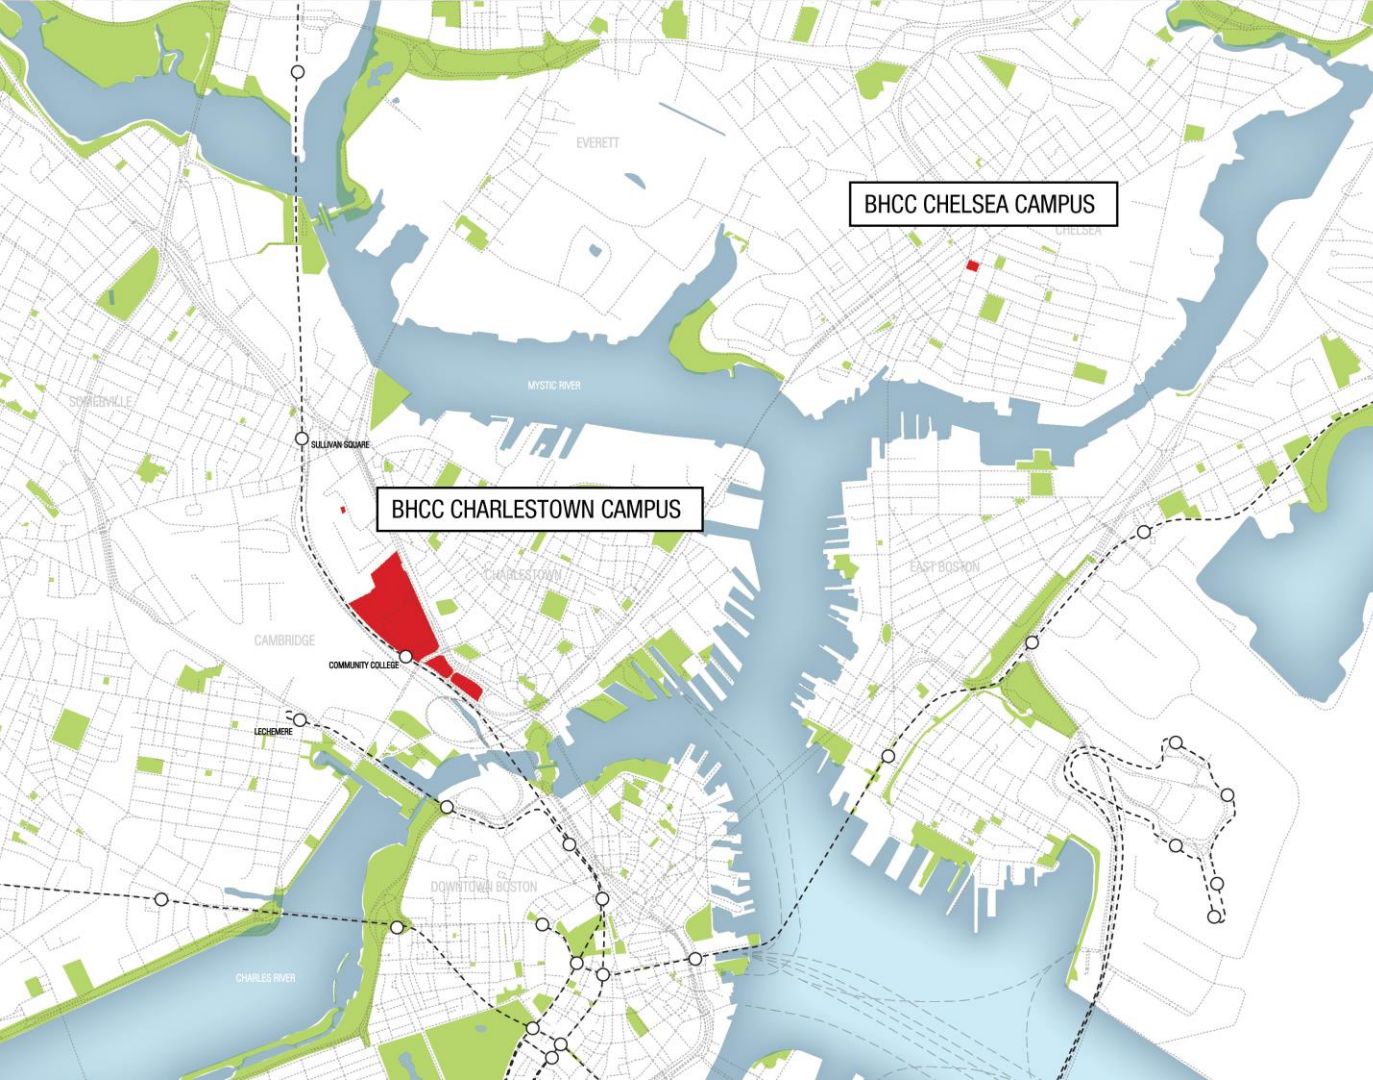 EVERETT
BHCC CHELSEA CAMPUS
CHELSEA
MYSTIC RIVER
SOMERVILLE
SULLIVAN SQUARE
BHCC CHARLESTOWN CAMPUS
EAST BOSTON
CHARLESTOWN
CAMBRIDGE
COMMUNITY COLLEGE
LECHEMERE
DOWNTOWN BOSTON
CHARLES RIVER